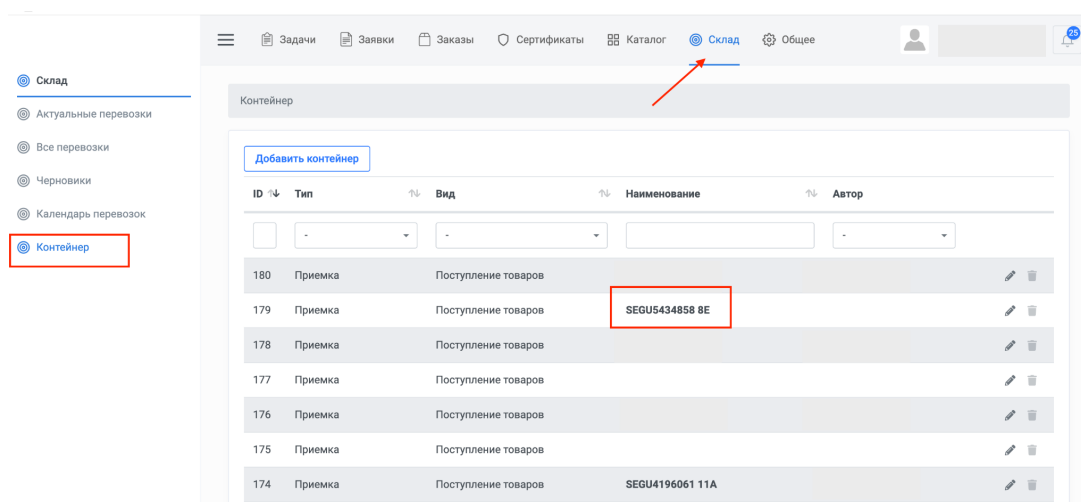 Задачи Заявки Заказы Сертификаты Каталог Склад Общее 25
Склад
Актуальные перевозки
Все перевозки
Черновики
Календарь перевозок
Контейнер
Контейнер
Добавить контейнер
ID Тип Вид Наименование Автор
- - -
180 Приемка Поступление товаров
179 Приемка Поступление товаров SEGU5434858 8E
178 Приемка Поступление товаров
177 Приемка Поступление товаров
176 Приемка Поступление товаров
175 Приемка Поступление товаров
174 Приемка Поступление товаров SEGU4196061 11A